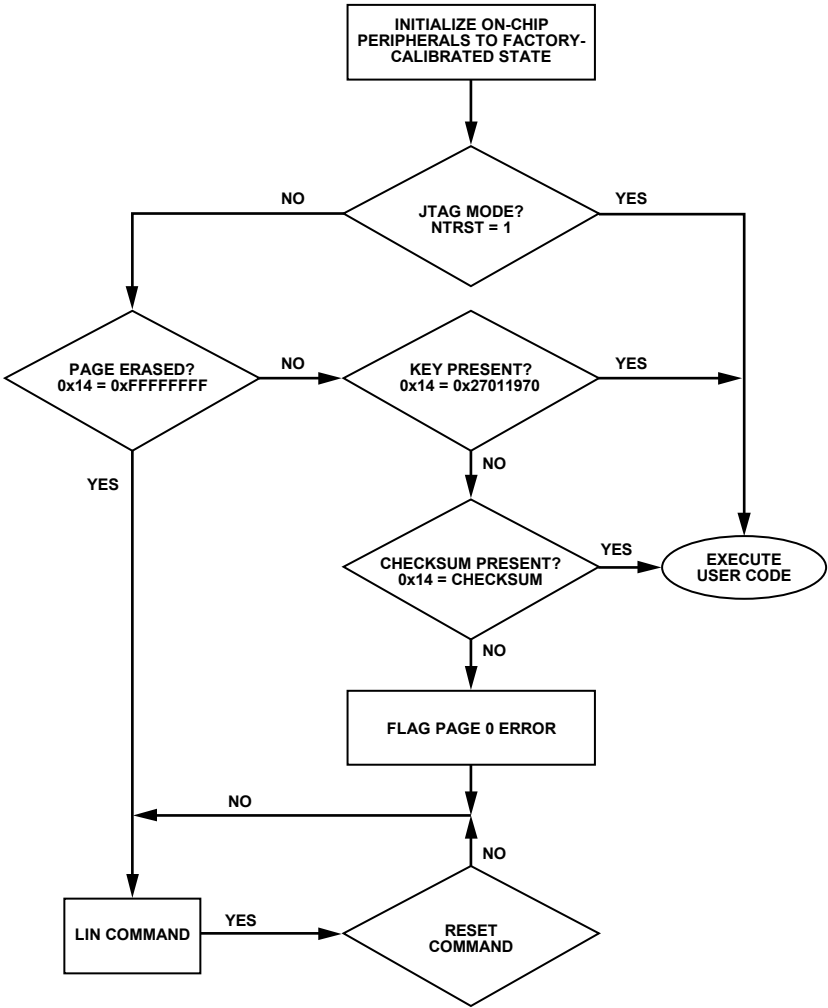 INITIALIZE ON-CHIP
PERIPHERALS TO FACTORY-
CALIBRATED STATE
NO
JTAG MODE?
NTRST = 1
YES
PAGE ERASED?
0x14 = 0xFFFFFFFF
NO
KEY PRESENT?
0x14 = 0x27011970
YES
NO
YES
CHECKSUM PRESENT?
0x14 = CHECKSUM
YES
EXECUTE
USER CODE
NO
FLAG PAGE 0 ERROR
NO
NO
LIN COMMAND
YES
RESET
COMMAND